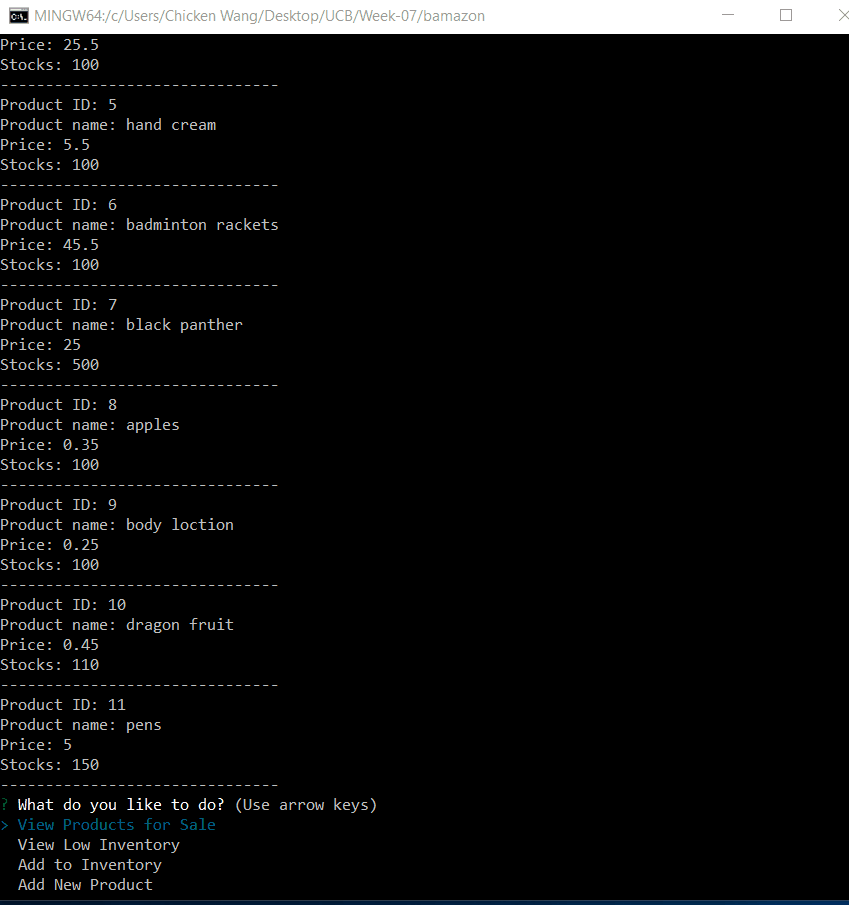 MINGW64:/c/Users/Chicken Wang/Desktop/UCB/Week-07/bamazon
Price: 25.5
Stocks: 100
-------------------------------
Product ID: 5
Product name: hand cream
Price: 5.5
Stocks: 100
-------------------------------
Product ID: 6
Product name: badminton rackets
Price: 45.5
Stocks: 100
-------------------------------
Product ID: 7
Product name: black panther
Price: 25
Stocks: 500
-------------------------------
Product ID: 8
Product name: apples
Price: 0.35
Stocks: 100
-------------------------------
Product ID: 9
Product name: body loction
Price: 0.25
Stocks: 100
-------------------------------
Product ID: 10
Product name: dragon fruit
Price: 0.45
Stocks: 110
-------------------------------
Product ID: 11
Product name: pens
Price: 5
Stocks: 150
-------------------------------
? What do you like to do? (Use arrow keys)
> View Products for Sale
  View Low Inventory
  Add to Inventory
  Add New Product